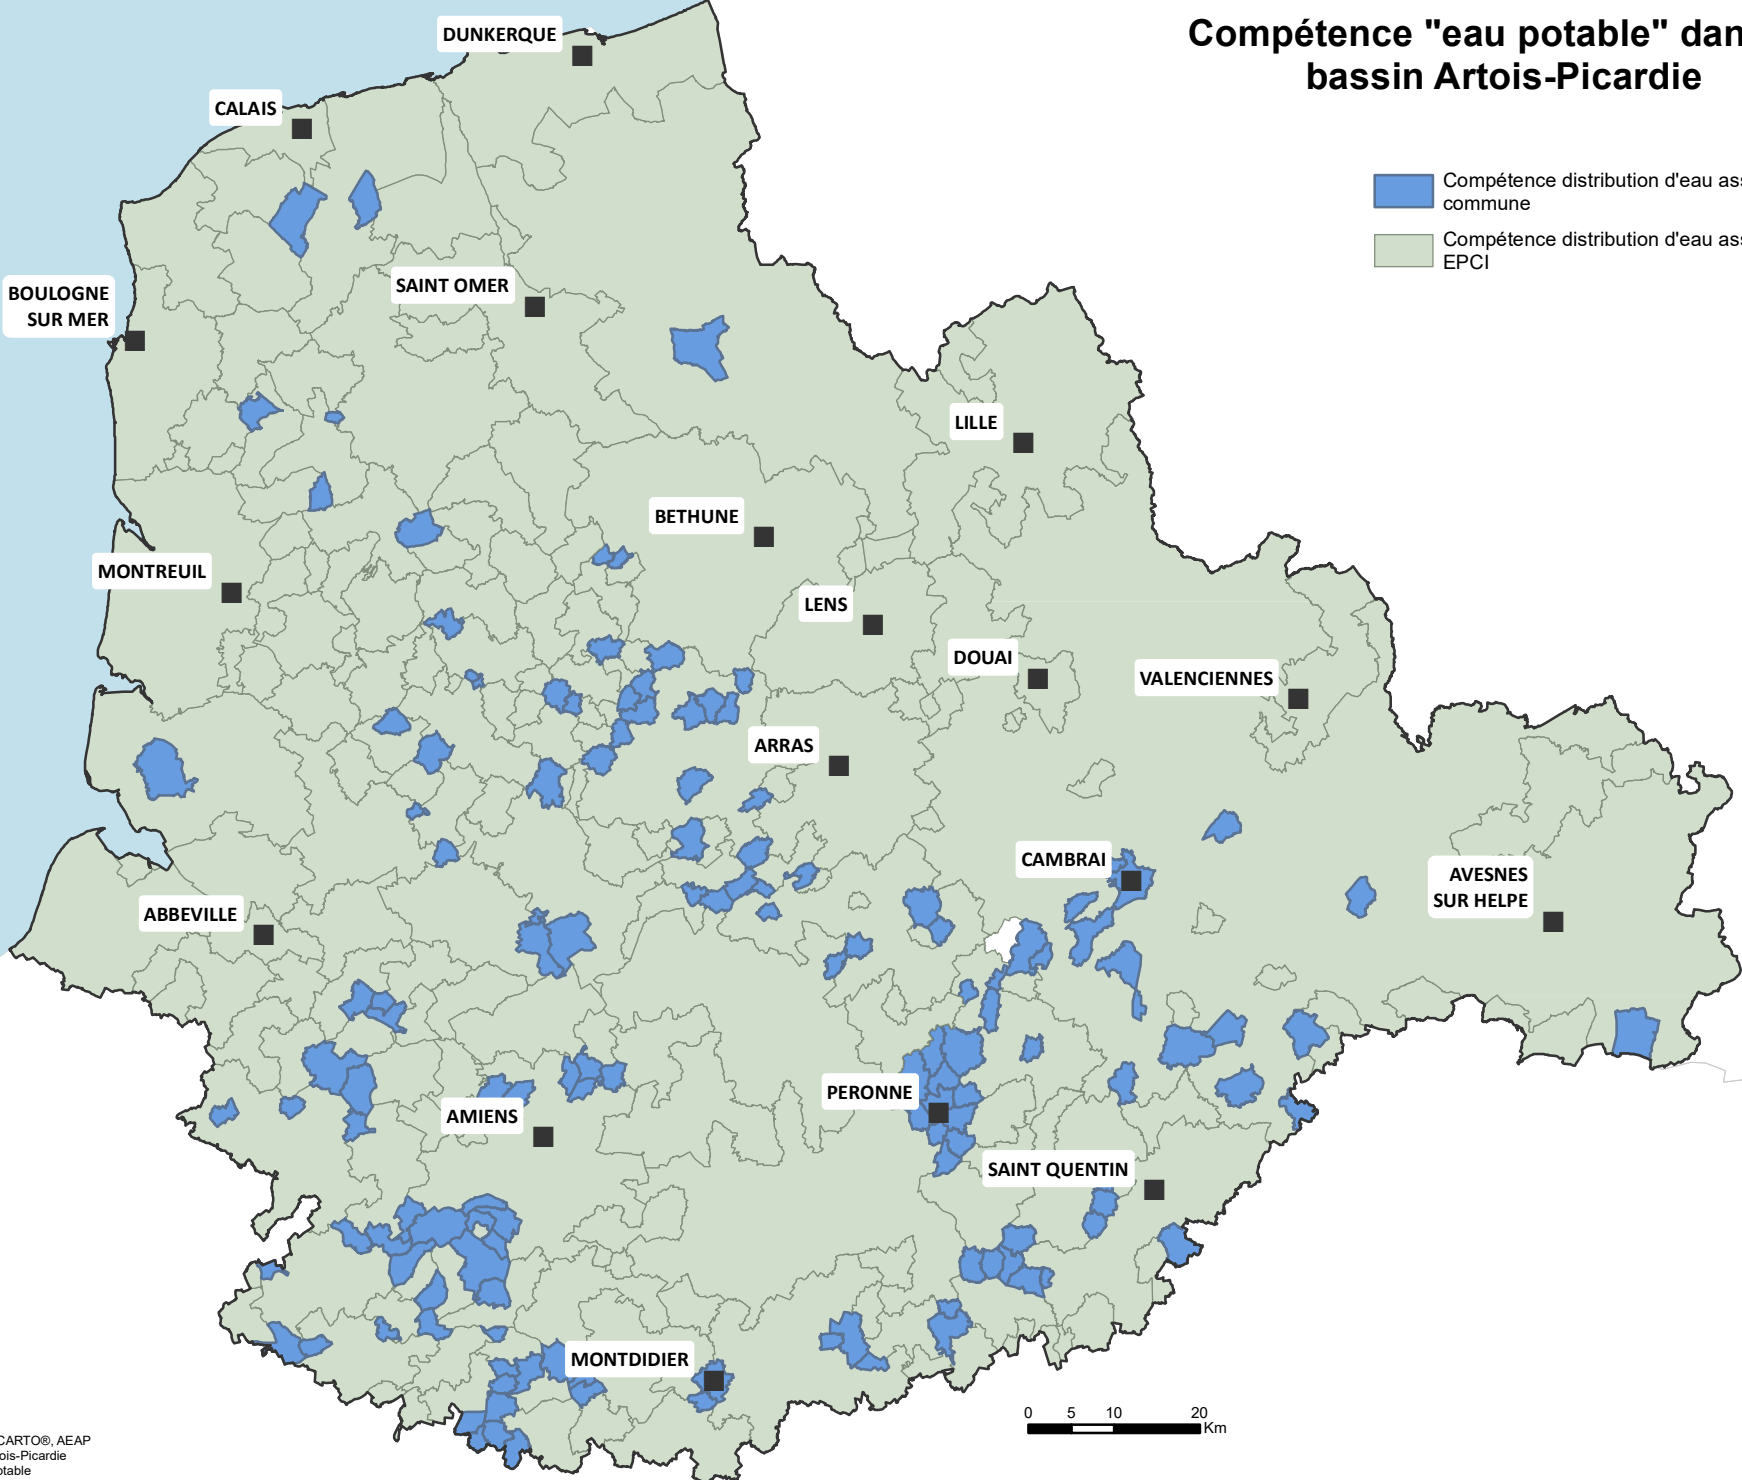 Compétence "eau potable" dan
bassin Artois-Picardie
Compétence distribution d'eau ass
commune
Compétence distribution d'eau ass
EPCI
DUNKERQUE
CALAIS
SAINT OMER
BOULOGNE
SUR MER
LILLE
BETHUNE
MONTREUIL
LENS
DOUAI
VALENCIENNES
ARRAS
CAMBRAI
AVESNES
SUR HELPE
ABBEVILLE
PERONNE
AMIENS
SAINT QUENTIN
MONTDIDIER
0 5 10 20
Km
CARTO®, AEAP
ois-Picardie
otable